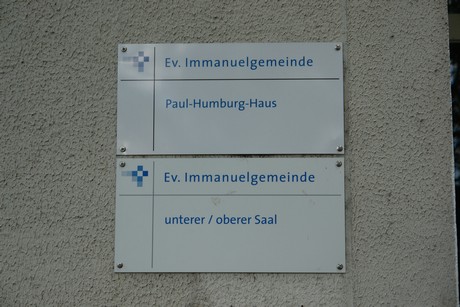 Ev. Immanuelgemeinde
Paul-Humburg-Haus
Ev. Immanuelgemeinde
unterer / oberer Saal